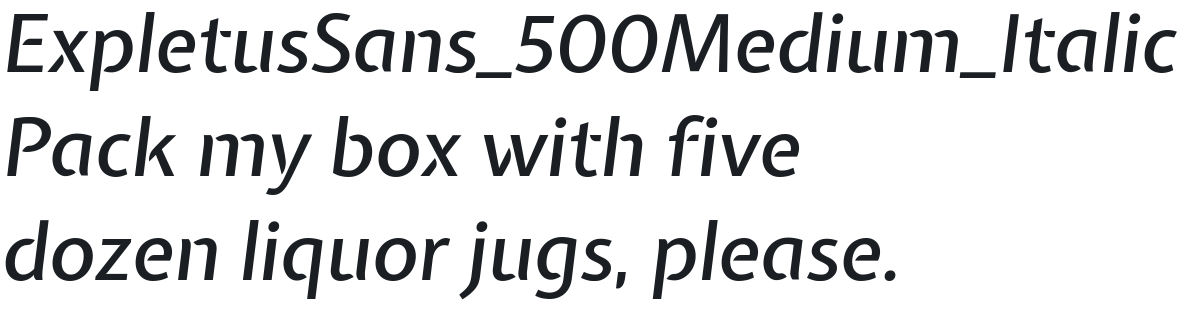 ExpletusSans_500Medium_Italic
Pack my box with five
dozen liquor jugs, please.